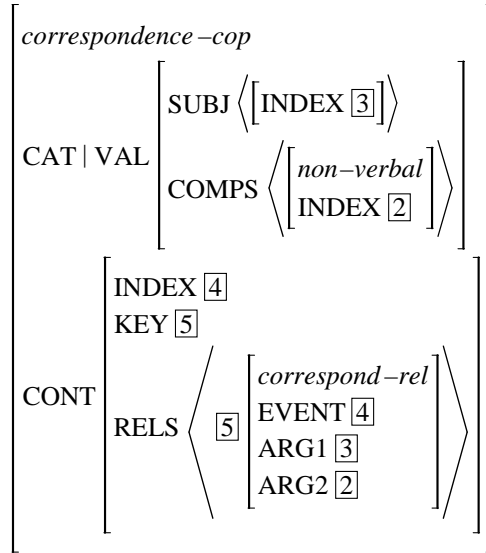 correspondence–cop
CAT | VAL
SUBJ ⟨[INDEX 3]⟩
COMPS ⟨[non–verbal
INDEX 2]⟩
CONT
INDEX 4
KEY 5
RELS ⟨ 5
correspond–rel
EVENT 4
ARG1 3
ARG2 2 ⟩